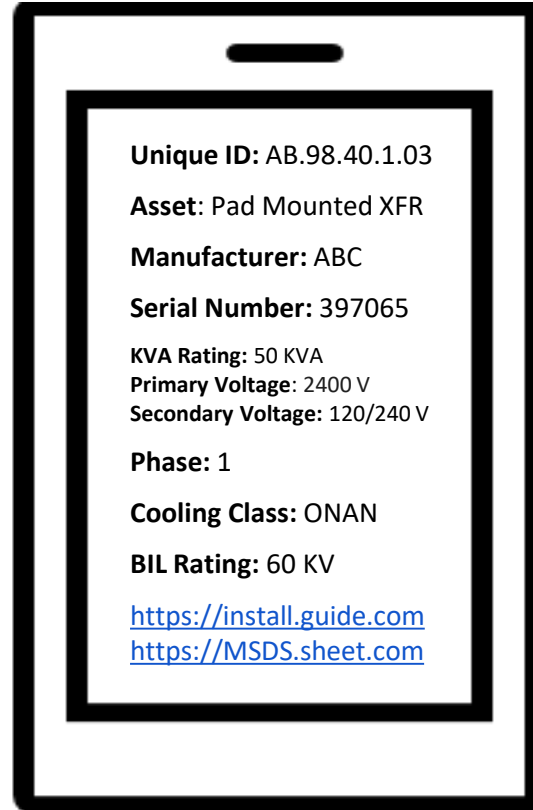 Unique ID: AB.98.40.1.03
Asset: Pad Mounted XFR
Manufacturer: ABC
Serial Number: 397065
KVA Rating: 50 KVA
Primary Voltage: 2400 V
Secondary Voltage: 120/240 V
Phase: 1
Cooling Class: ONAN
BIL Rating: 60 KV
https://install.guide.com
https://MSDS.sheet.com